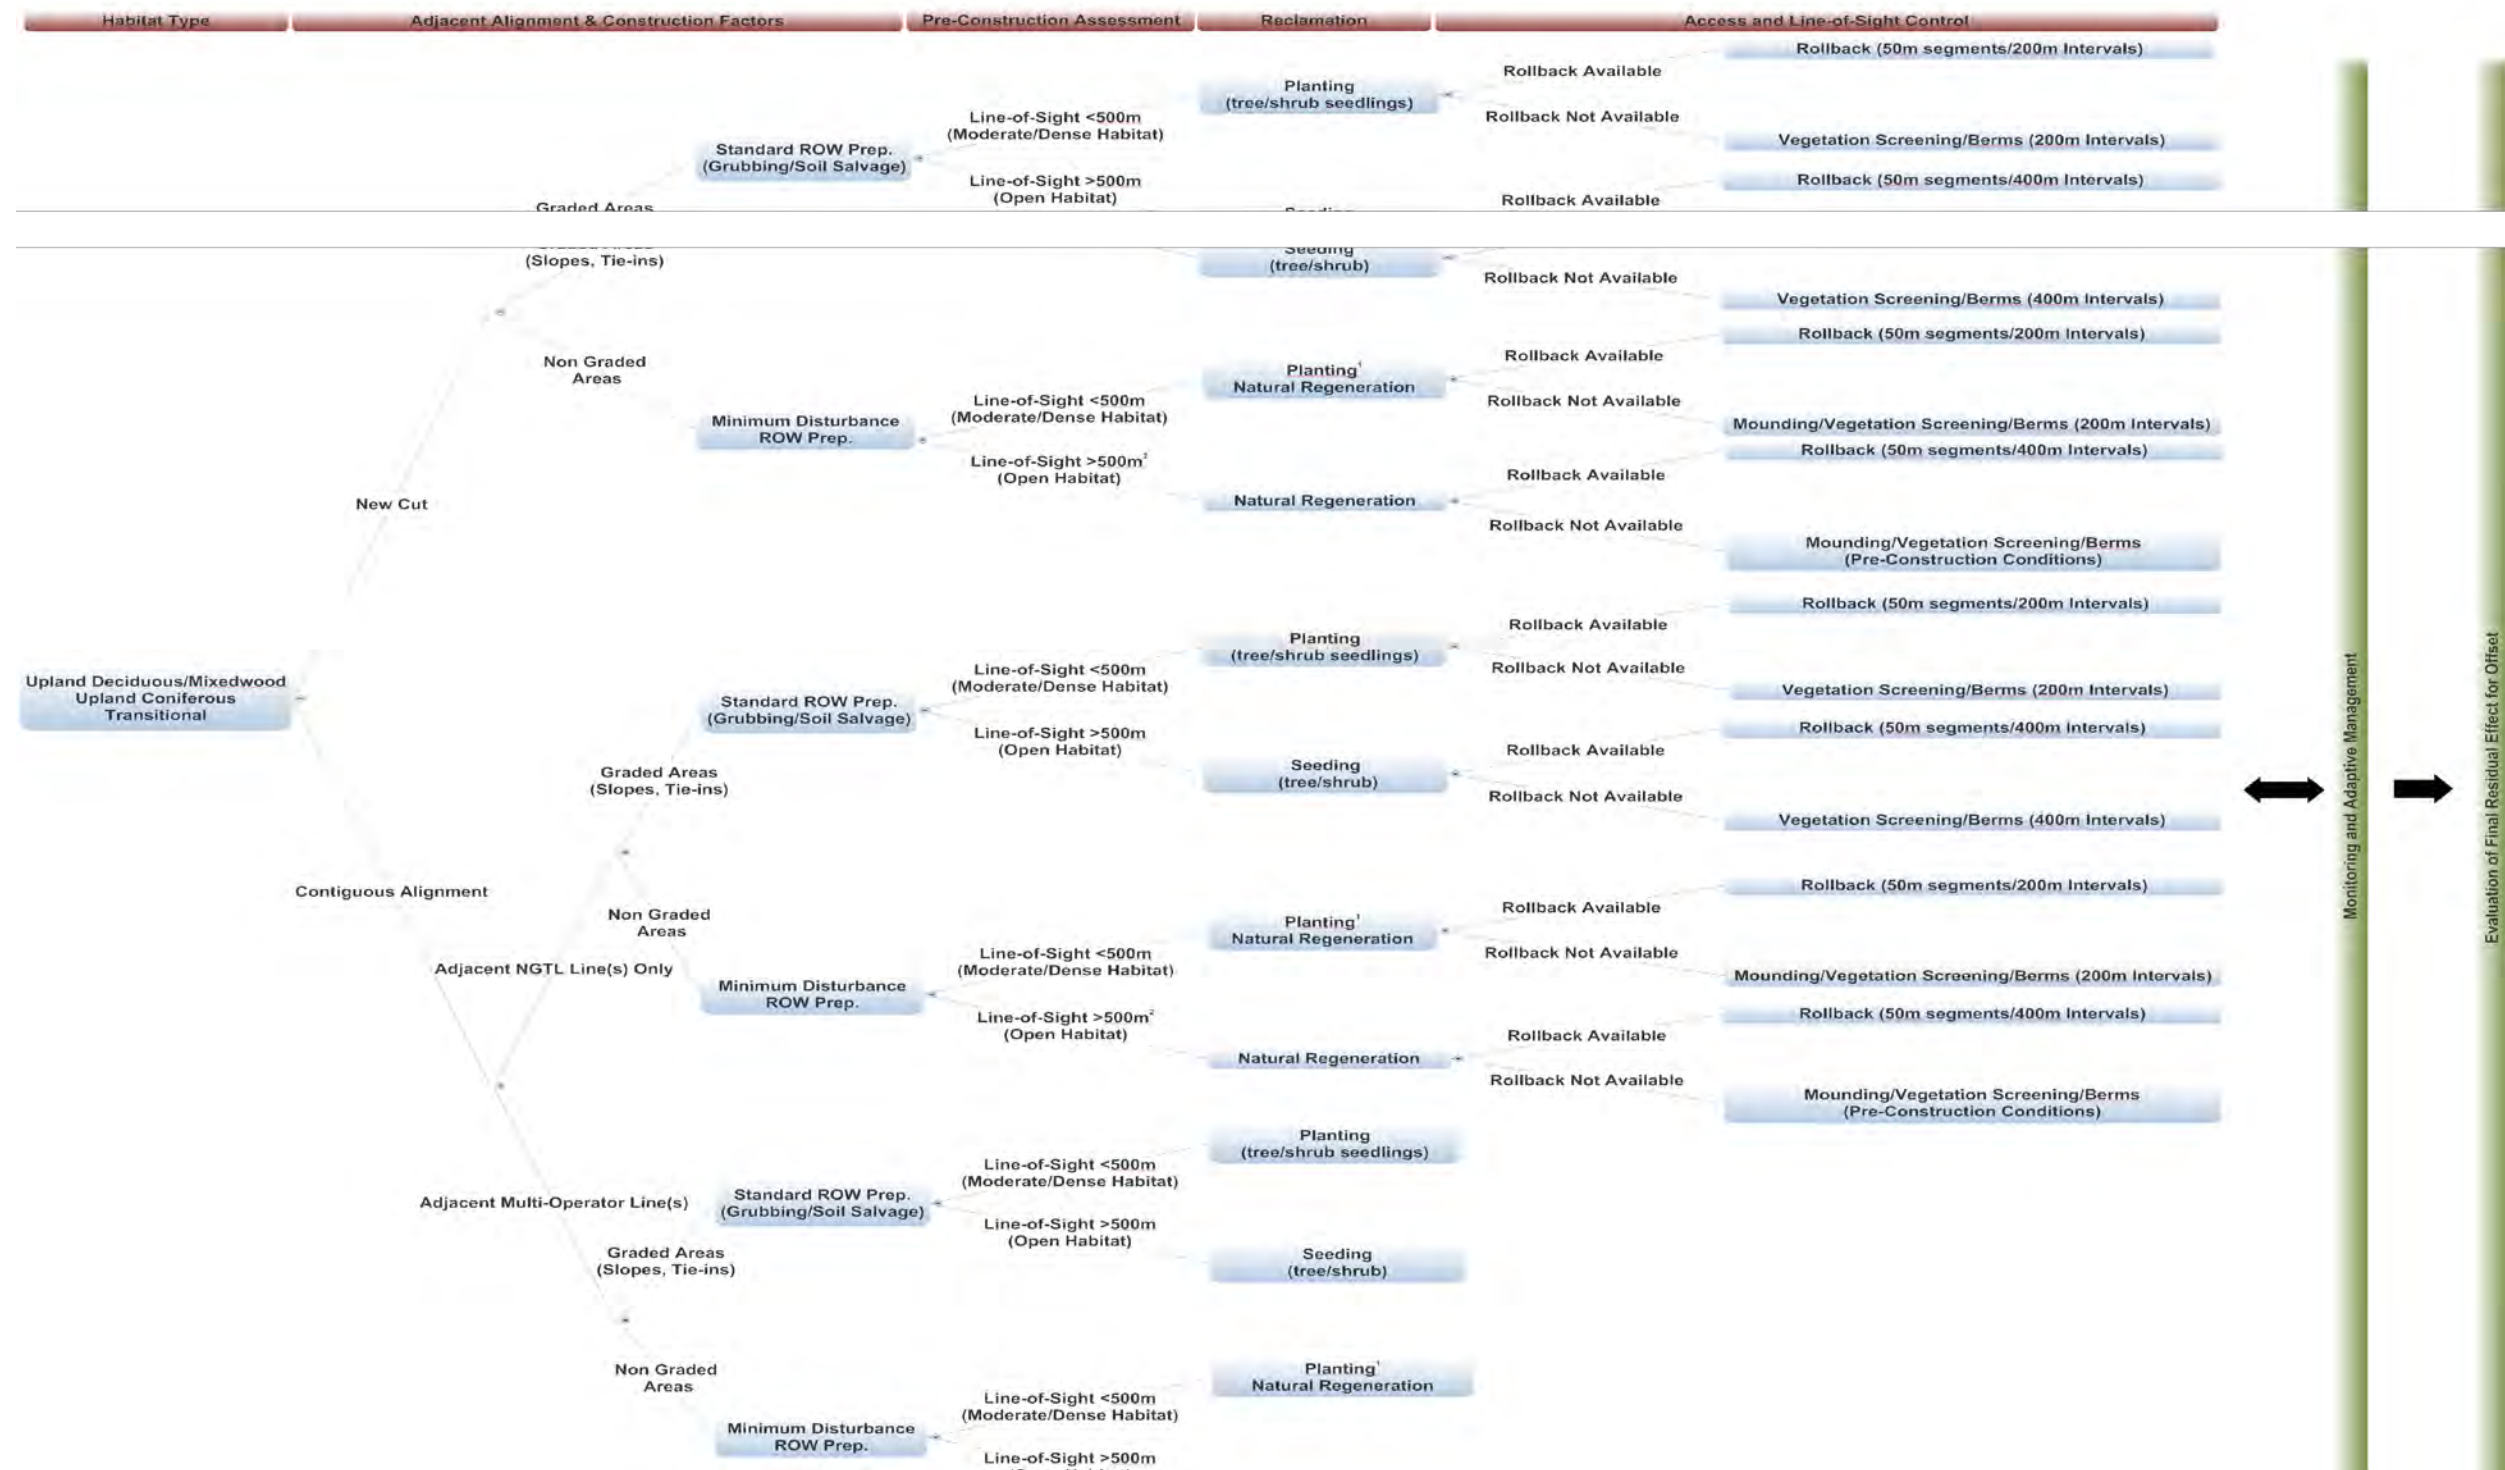 Habitat Type
Adjacent Alignment & Construction Factors
Pre-Construction Assessment
Reclamation
Access and Line-of-Sight Control
Rollback (50m segments/200m Intervals)
Rollback Available
Planting
(tree/shrub seedlings)
Rollback Not Available
Line-of-Sight <500m
(Moderate/Dense Habitat)
Vegetation Screening/Berms (200m Intervals)
Standard ROW Prep.
(Grubbing/Soil Salvage)
Line-of-Sight >500m
(Open Habitat)
Rollback (50m segments/400m Intervals)
Rollback Available
Graded Areas
(Slopes, Tie-ins)
Seeding
(tree/shrub)
Rollback Not Available
Vegetation Screening/Berms (400m Intervals)
Rollback (50m segments/200m Intervals)
Non Graded
Areas
Rollback Available
Planting¹
Natural Regeneration
Rollback Not Available
Line-of-Sight <500m
(Moderate/Dense Habitat)
Mounding/Vegetation Screening/Berms (200m Intervals)
Minimum Disturbance
ROW Prep.
Rollback (50m segments/400m Intervals)
Line-of-Sight >500m²
(Open Habitat)
Rollback Available
Natural Regeneration
New Cut
Rollback Not Available
Mounding/Vegetation Screening/Berms
(Pre-Construction Conditions)
Rollback (50m segments/200m Intervals)
Rollback Available
Planting
(tree/shrub seedlings)
Rollback Not Available
Line-of-Sight <500m
(Moderate/Dense Habitat)
Upland Deciduous/Mixedwood
Upland Coniferous
Transitional
Vegetation Screening/Berms (200m Intervals)
Standard ROW Prep.
(Grubbing/Soil Salvage)
Line-of-Sight >500m
(Open Habitat)
Rollback (50m segments/400m Intervals)
Rollback Available
Graded Areas
(Slopes, Tie-ins)
Seeding
(tree/shrub)
Rollback Not Available
Vegetation Screening/Berms (400m Intervals)
Contiguous Alignment
Rollback (50m segments/200m Intervals)
Non Graded
Areas
Rollback Available
Planting¹
Natural Regeneration
Rollback Not Available
Adjacent NGTL Line(s) Only
Line-of-Sight <500m
(Moderate/Dense Habitat)
Mounding/Vegetation Screening/Berms (200m Intervals)
Minimum Disturbance
ROW Prep.
Line-of-Sight >500m²
(Open Habitat)
Rollback (50m segments/400m Intervals)
Rollback Available
Natural Regeneration
Rollback Not Available
Mounding/Vegetation Screening/Berms
(Pre-Construction Conditions)
Planting
(tree/shrub seedlings)
Line-of-Sight <500m
(Moderate/Dense Habitat)
Adjacent Multi-Operator Line(s)
Standard ROW Prep.
(Grubbing/Soil Salvage)
Line-of-Sight >500m
(Open Habitat)
Graded Areas
(Slopes, Tie-ins)
Seeding
(tree/shrub)
Non Graded
Areas
Planting¹
Natural Regeneration
Line-of-Sight <500m
(Moderate/Dense Habitat)
Minimum Disturbance
ROW Prep.
Line-of-Sight >500m
Monitoring and Adaptive Management
Evaluation of Final Residual Effect for Offset